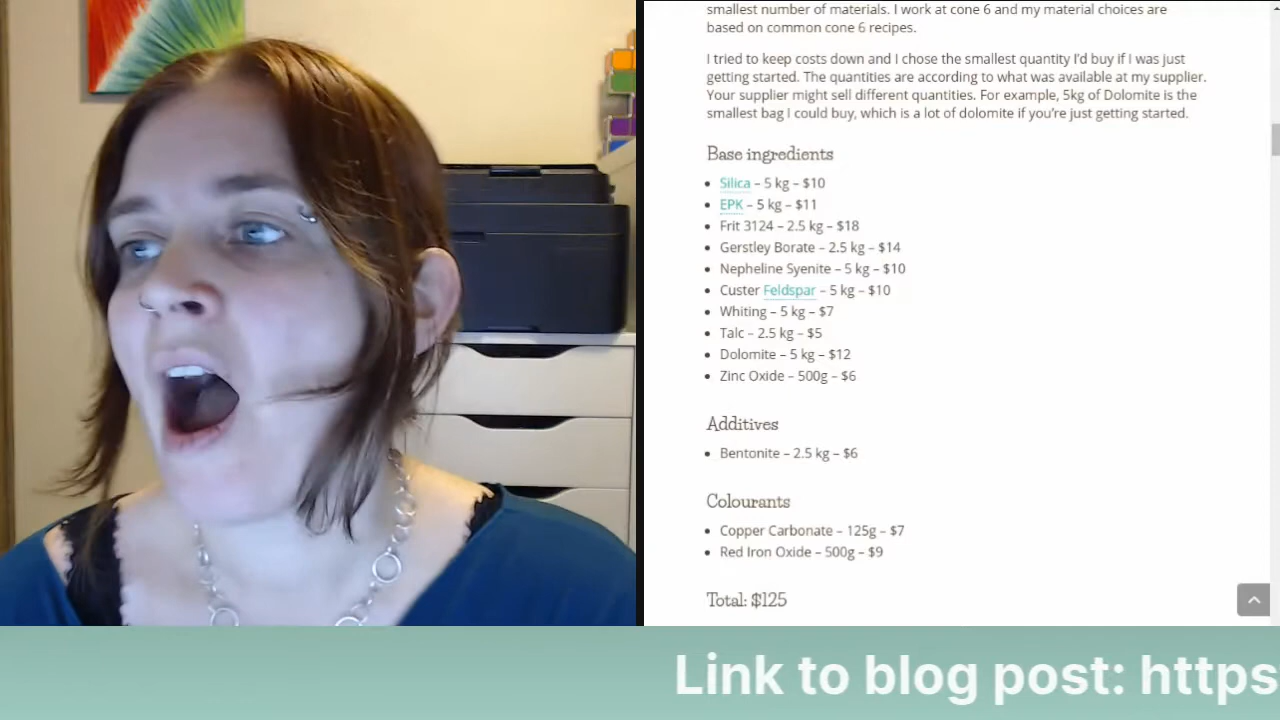 smallest number of materials. I work at cone 6 and my material choices are
based on common cone 6 recipes.
I tried to keep costs down and I chose the smallest quantity I'd buy if I was just
getting started. The quantities are according to what was available at my supplier.
Your supplier might sell different quantities. For example, 5kg of Dolomite is the
smallest bag I could buy, which is a lot of dolomite if you're just getting started.
Base ingredients
• Silica – 5 kg – $10
• EPK – 5 kg – $11
• Frit 3124 – 2.5 kg – $18
• Gerstley Borate – 2.5 kg – $14
• Nepheline Syenite – 5 kg – $10
• Custer Feldspar – 5 kg – $10
• Whiting – 5 kg – $7
• Talc – 2.5 kg – $5
• Dolomite – 5 kg – $12
• Zinc Oxide – 500g – $6
Additives
• Bentonite – 2.5 kg – $6
Colourants
• Copper Carbonate – 125g – $7
• Red Iron Oxide – 500g – $9
Total: $125
Link to blog post: https